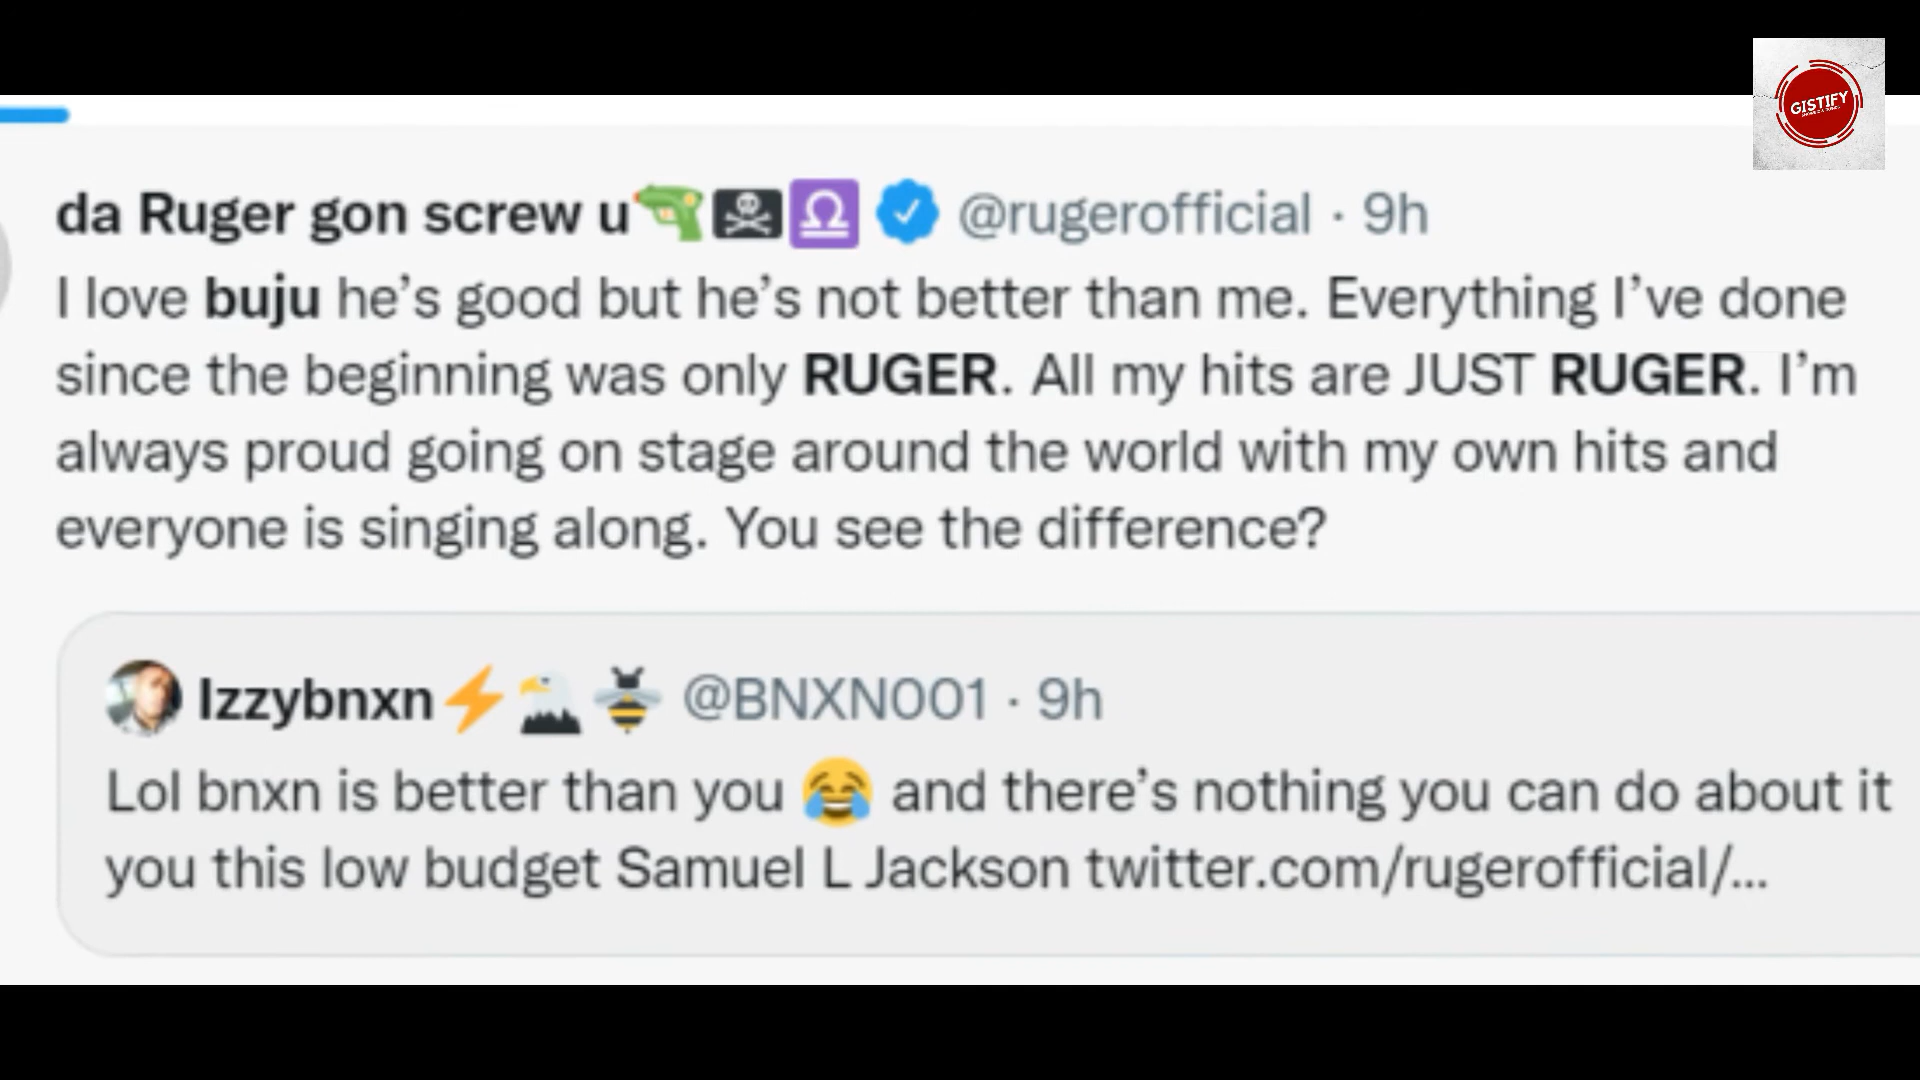 GISTIFY
da Ruger gon screw u🔫🏴‍☠️♎ @rugerofficial · 9h
I love buju he’s good but he’s not better than me. Everything I’ve done
since the beginning was only RUGER. All my hits are JUST RUGER. I’m
always proud going on stage around the world with my own hits and
everyone is singing along. You see the difference?
Izzybnxn⚡🦅🐝 @BNXN001 · 9h
Lol bnxn is better than you 😂 and there’s nothing you can do about it
you this low budget Samuel L Jackson twitter.com/rugerofficial/...